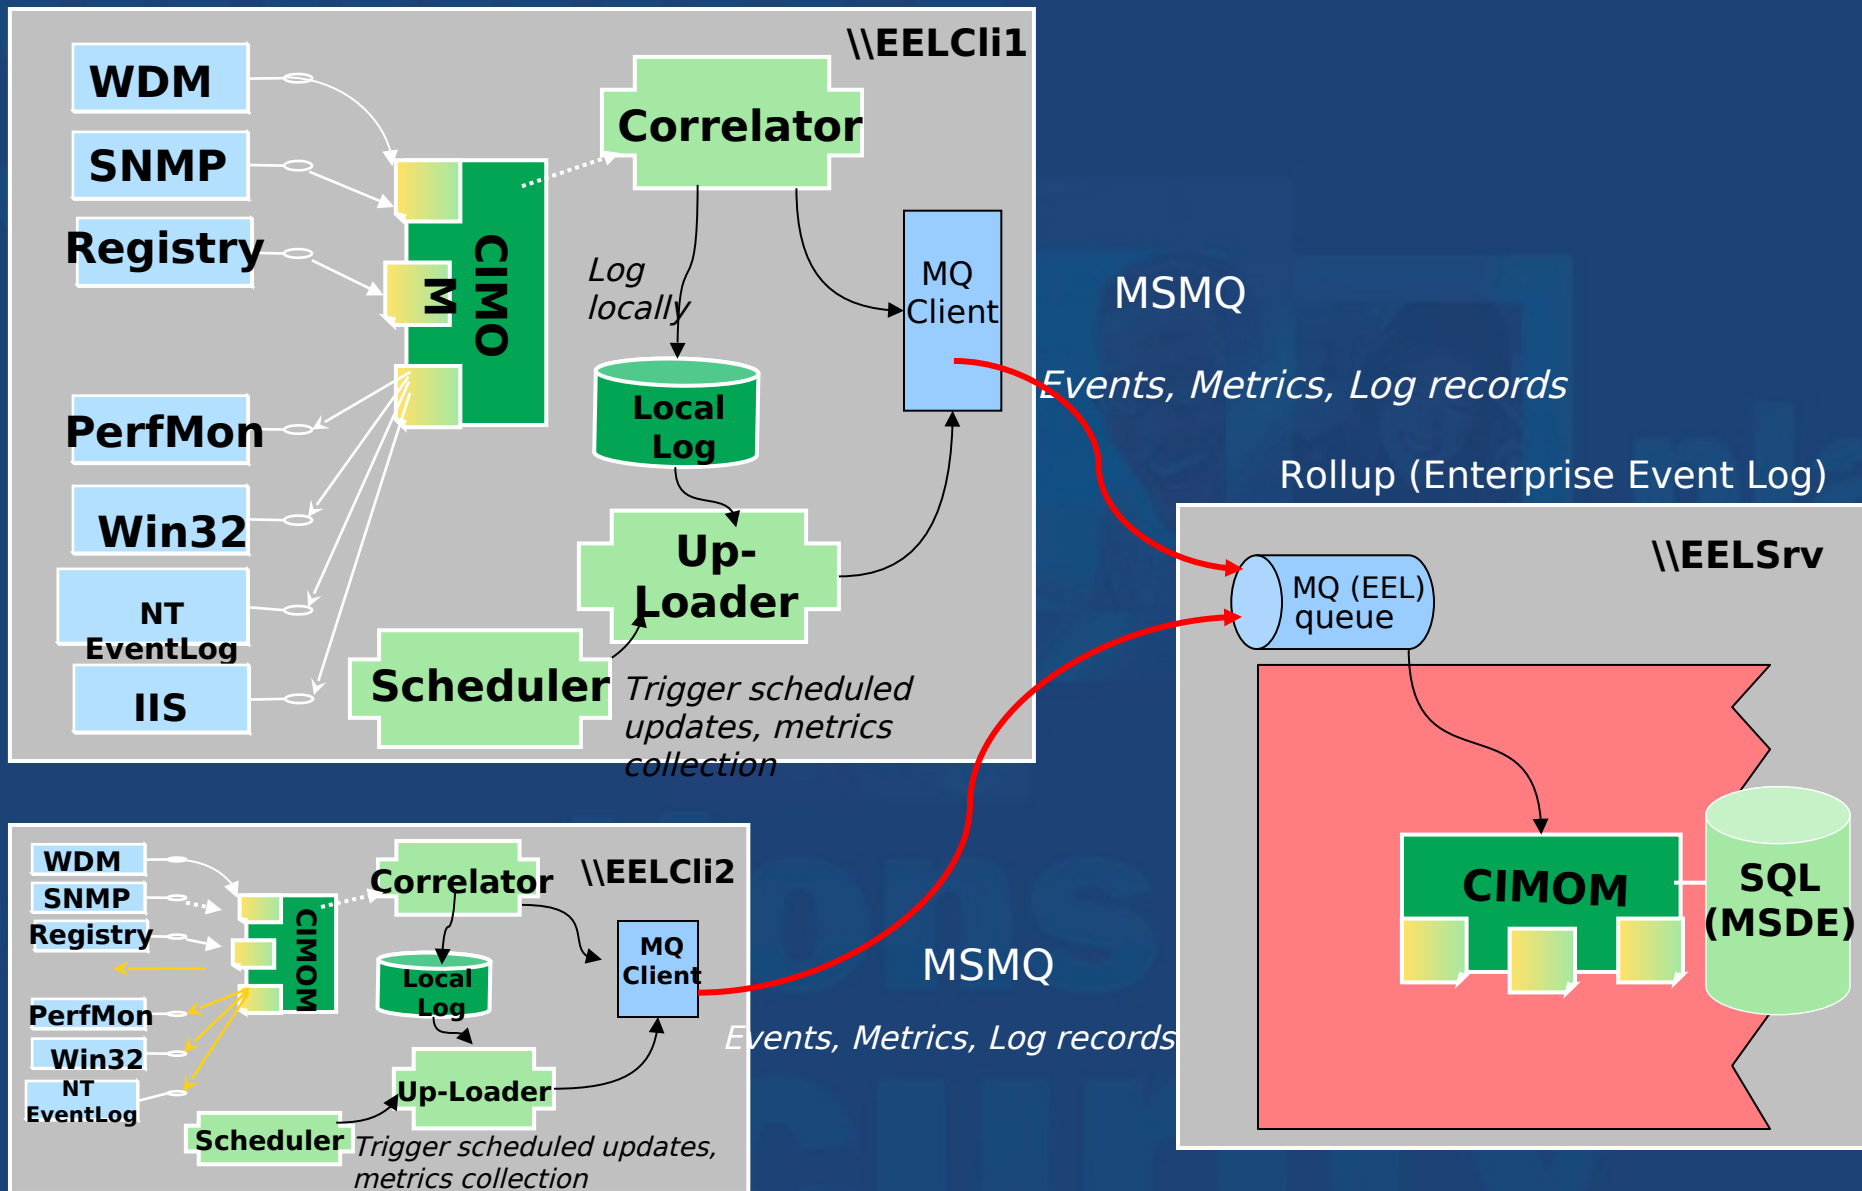 \\EELCli1
WDM
SNMP
Registry
PerfMon
Win32
NT
EventLog
IIS
CIMO
M
Correlator
Log
locally
Local
Log
Up-
Loader
Scheduler
Trigger scheduled
updates, metrics
collection
MQ
Client
MSMQ
Events, Metrics, Log records
Rollup (Enterprise Event Log)
\\EELSrv
MQ (EEL)
queue
CIMOM
SQL
(MSDE)
\\EELCli2
WDM
SNMP
Registry
PerfMon
Win32
NT
EventLog
CIMOM
Correlator
Local
Log
Up-Loader
Scheduler
Trigger scheduled updates,
metrics collection
MQ
Client
MSMQ
Events, Metrics, Log records